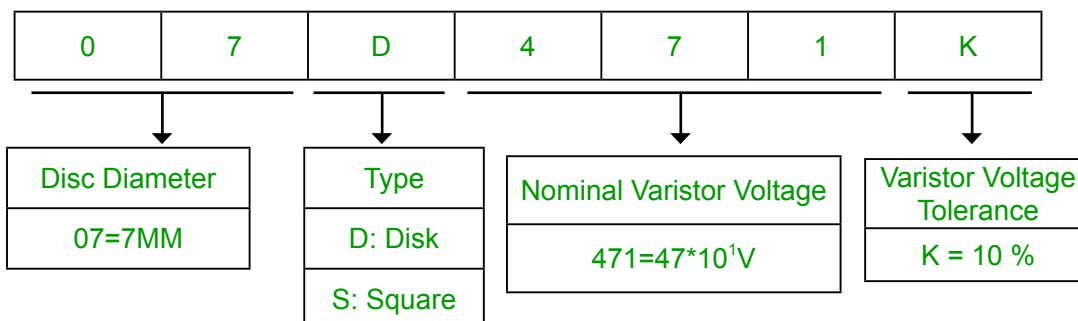 0 7 D 4 7 1 K
Disc Diameter
07=7MM
Type
D: Disk
S: Square
Nominal Varistor Voltage
471=47*10¹V
Varistor Voltage
Tolerance
K = 10 %